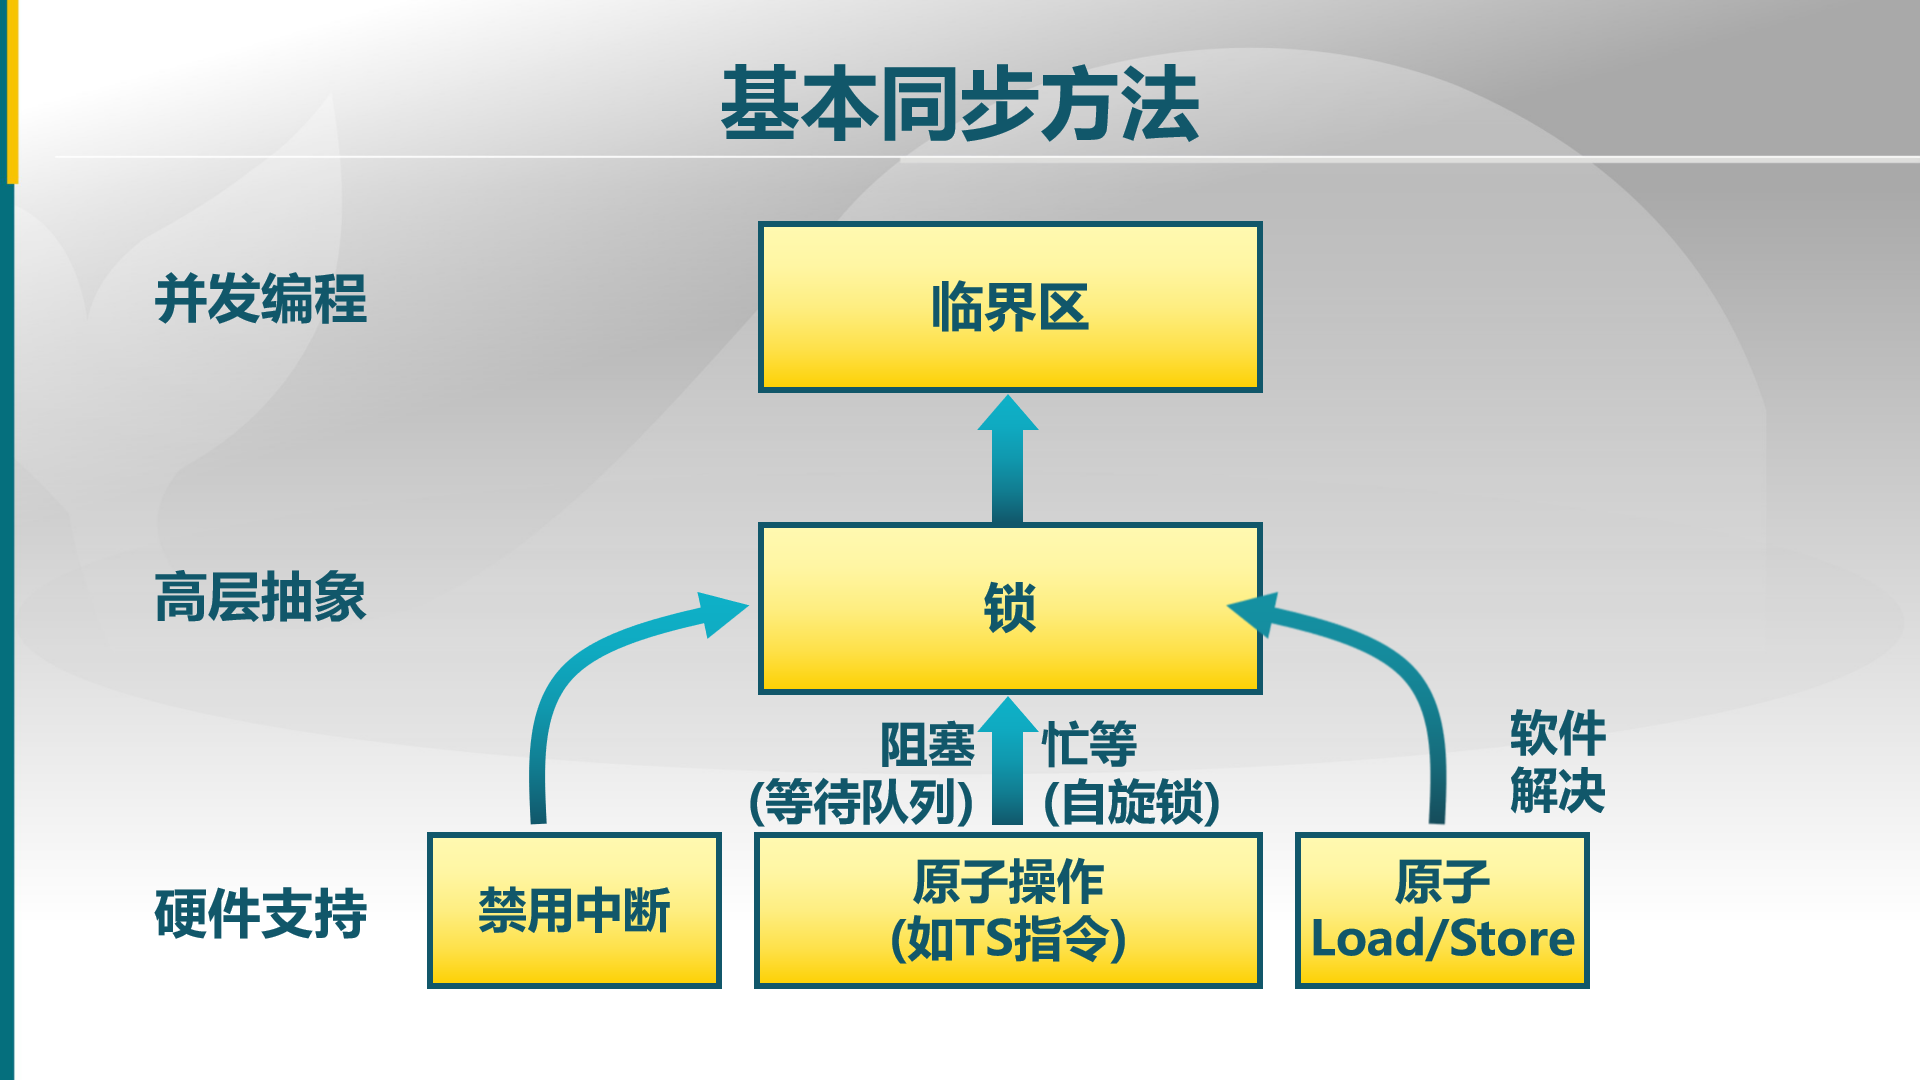 基本同步方法
并发编程
临界区
高层抽象
锁
阻塞
(等待队列)
忙等
(自旋锁)
软件
解决
硬件支持
禁用中断
原子操作
(如TS指令)
原子
Load/Store